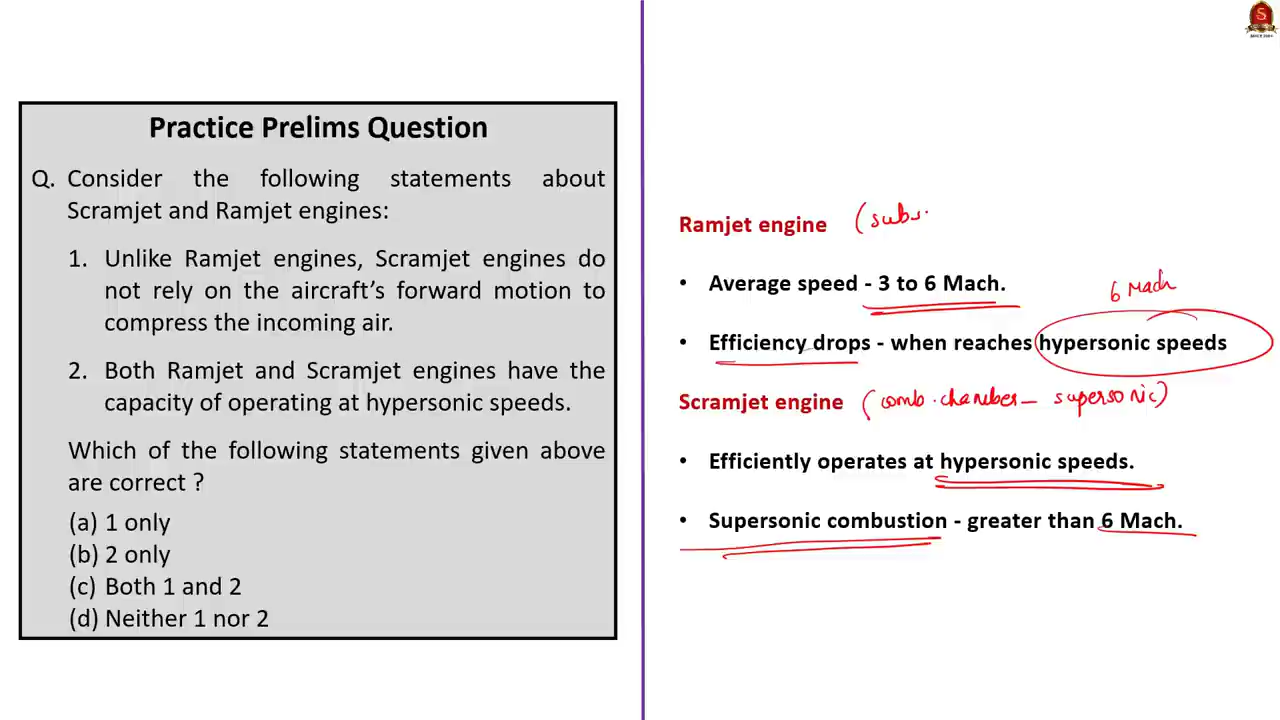 Practice Prelims Question
Q. Consider the following statements about
Scramjet and Ramjet engines:
1. Unlike Ramjet engines, Scramjet engines do
not rely on the aircraft's forward motion to
compress the incoming air.
2. Both Ramjet and Scramjet engines have the
capacity of operating at hypersonic speeds.
Which of the following statements given above
are correct ?
(a) 1 only
(b) 2 only
(c) Both 1 and 2
(d) Neither 1 nor 2
S
Ramjet engine (subs.
• Average speed - 3 to 6 Mach.
6 Mach
• Efficiency drops - when reaches hypersonic speeds
Scramjet engine (comb. chamber - supersonic)
• Efficiently operates at hypersonic speeds.
• Supersonic combustion - greater than 6 Mach.